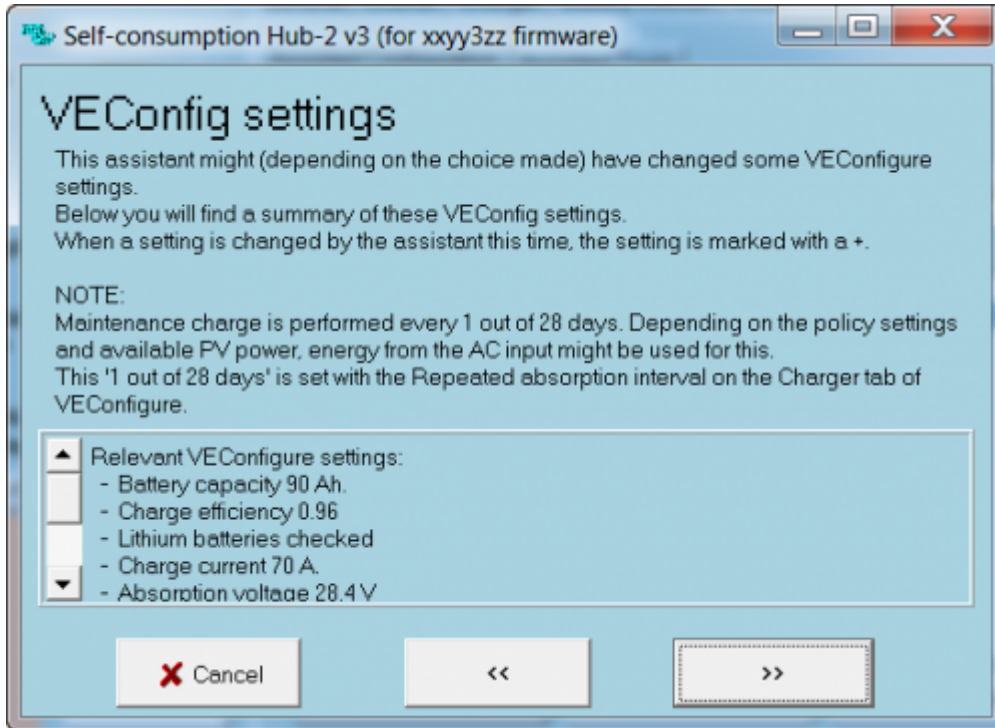 Self-consumption Hub-2 v3 (for xxyy3zz firmware)
VEConfig settings
This assistant might (depending on the choice made) have changed some VEConfigure
settings.
Below you will find a summary of these VEConfig settings.
When a setting is changed by the assistant this time, the setting is marked with a +.
NOTE:
Maintenance charge is performed every 1 out of 28 days. Depending on the policy settings
and available PV power, energy from the AC input might be used for this.
This '1 out of 28 days' is set with the Repeated absorption interval on the Charger tab of
VEConfigure.
Relevant VEConfigure settings:
- Battery capacity 90 Ah.
- Charge efficiency 0.96
- Lithium batteries checked
- Charge current 70 A.
- Absorption voltage 28.4 V
Cancel
<<
>>